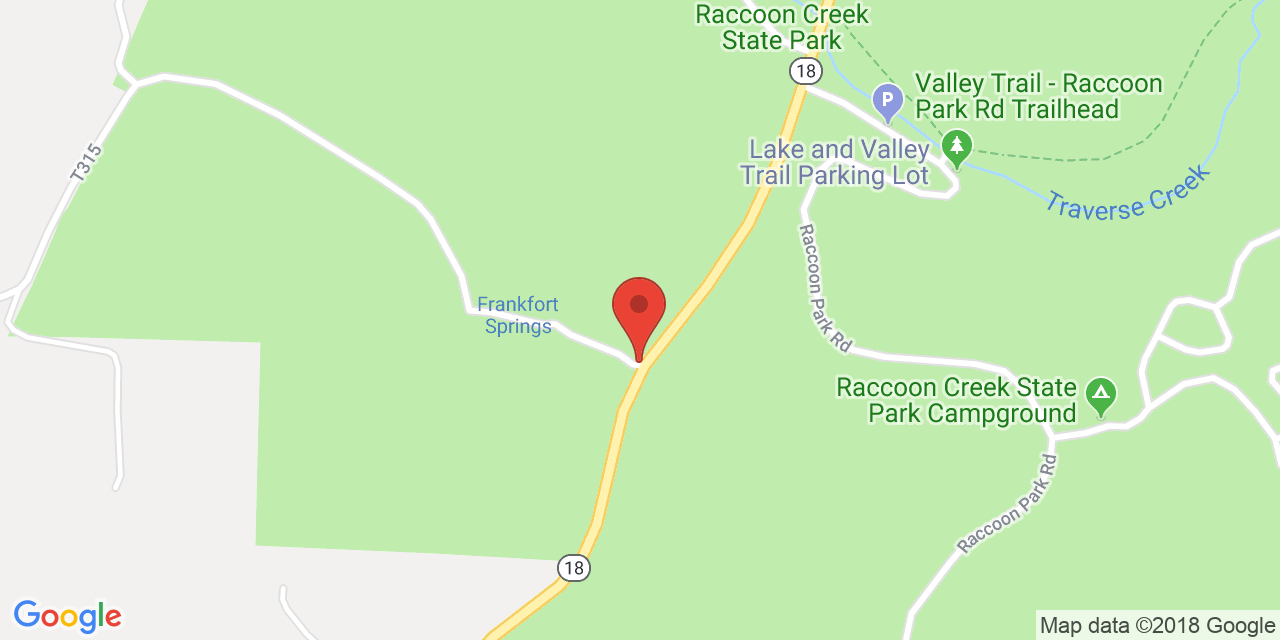 Raccoon Creek
State Park
18
Valley Trail - Raccoon
Park Rd Trailhead
P
Lake and Valley
Trail Parking Lot
T315
Traverse Creek
Raccoon Park Rd
Frankfort
Springs
Raccoon Creek State
Park Campground
Raccoon Park Rd
18
Google
Map data ©2018 Google